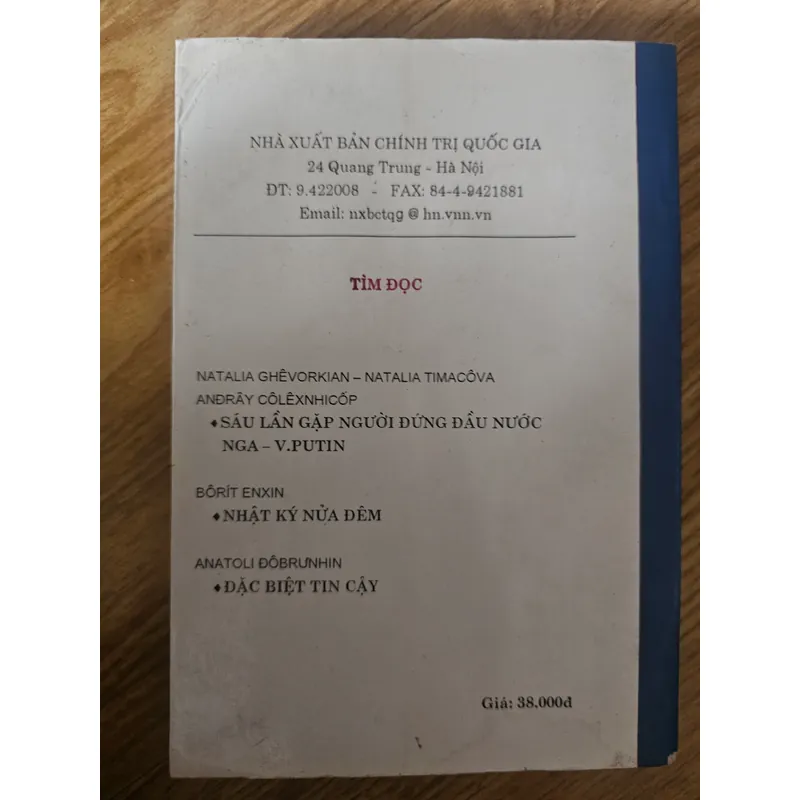 NHÀ XUẤT BẢN CHÍNH TRỊ QUỐC GIA
24 Quang Trung - Hà Nội
ĐT: 9.422008 - FAX: 84-4-9421881
Email: nxbctqg @ hn.vnn.vn
TÌM ĐỌC
NATALIA GHÊVORKIAN – NATALIA TIMACÔVA
ANĐRÂY CÔLÊXNHICỐP
♦ SÁU LẦN GẶP NGƯỜI ĐỨNG ĐẦU NƯỚC
NGA – V.PUTIN
BÔRÍT ENXIN
♦ NHẬT KÝ NỬA ĐÊM
ANATOLI ĐÔBRƯNHIN
♦ ĐẶC BIỆT TIN CẬY
Giá: 38.000đ